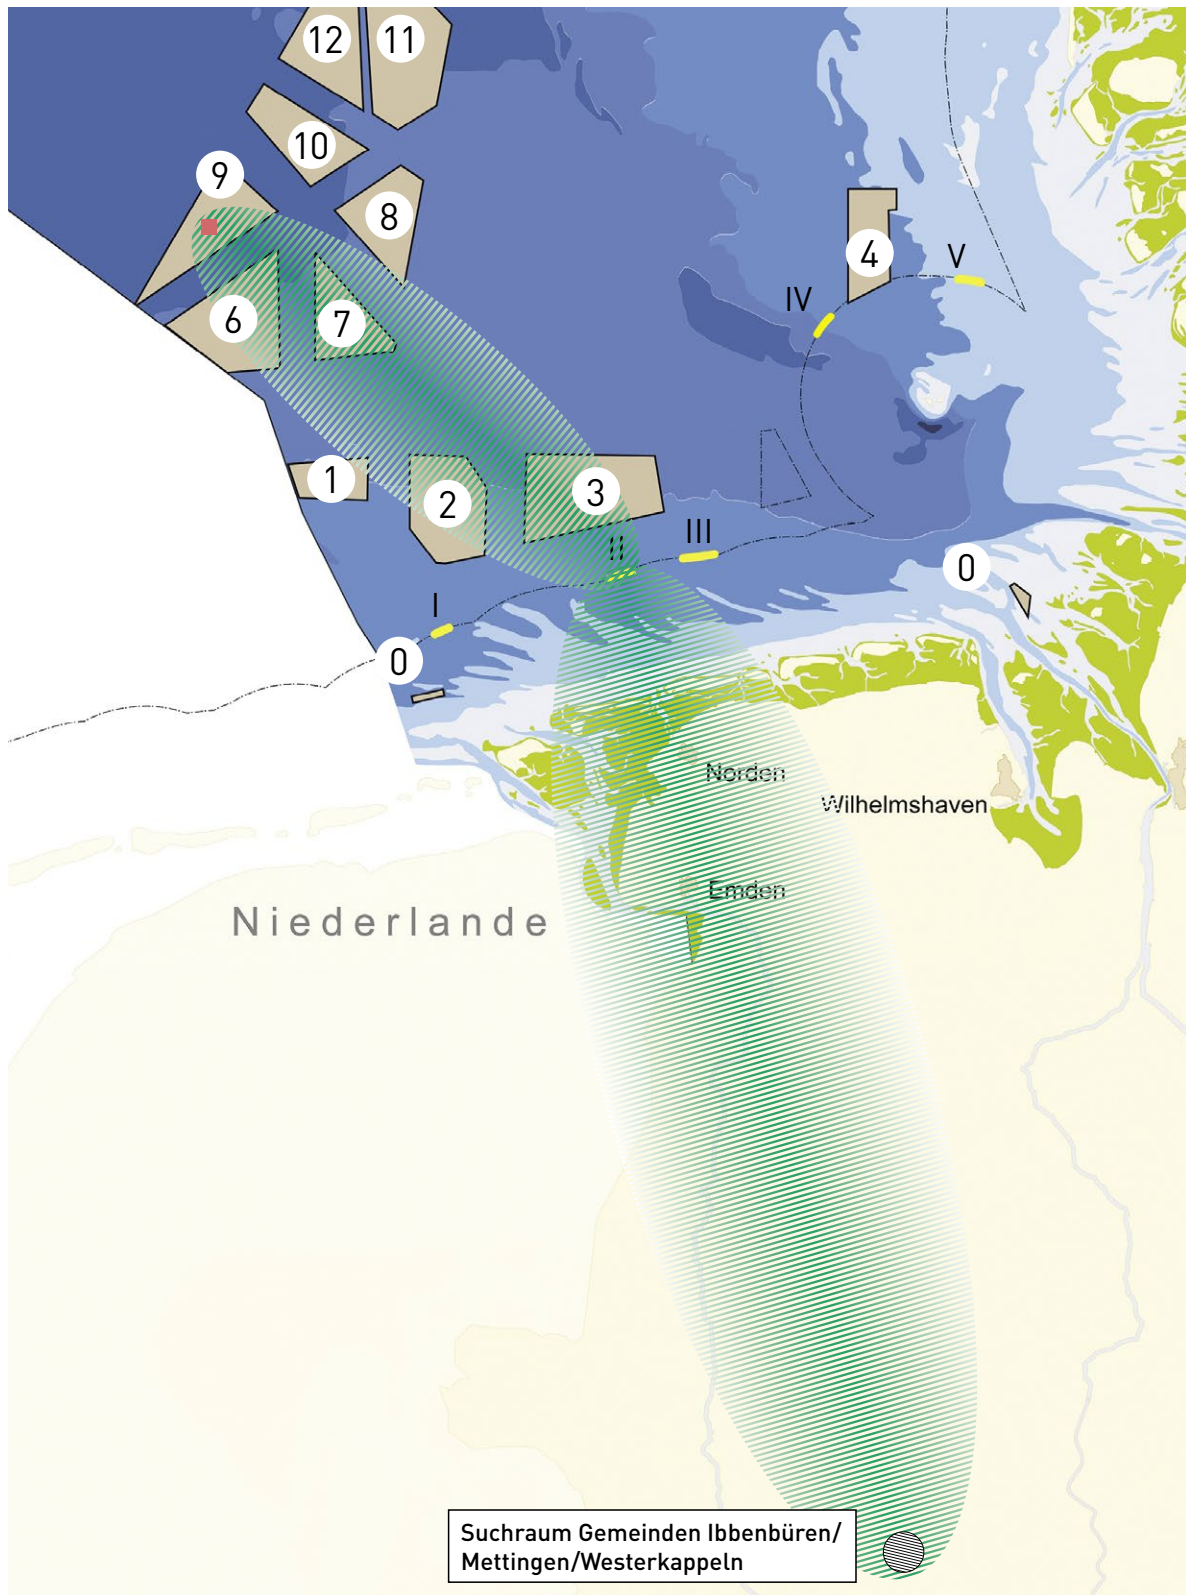 12
11
10
9
8
4
V
IV
6
7
1
2
3
II
III
0
I
0
Norden
Wilhelmshaven
Emden
Niederlande
Suchraum Gemeinden Ibbenbüren/
Mettingen/Westerkappeln